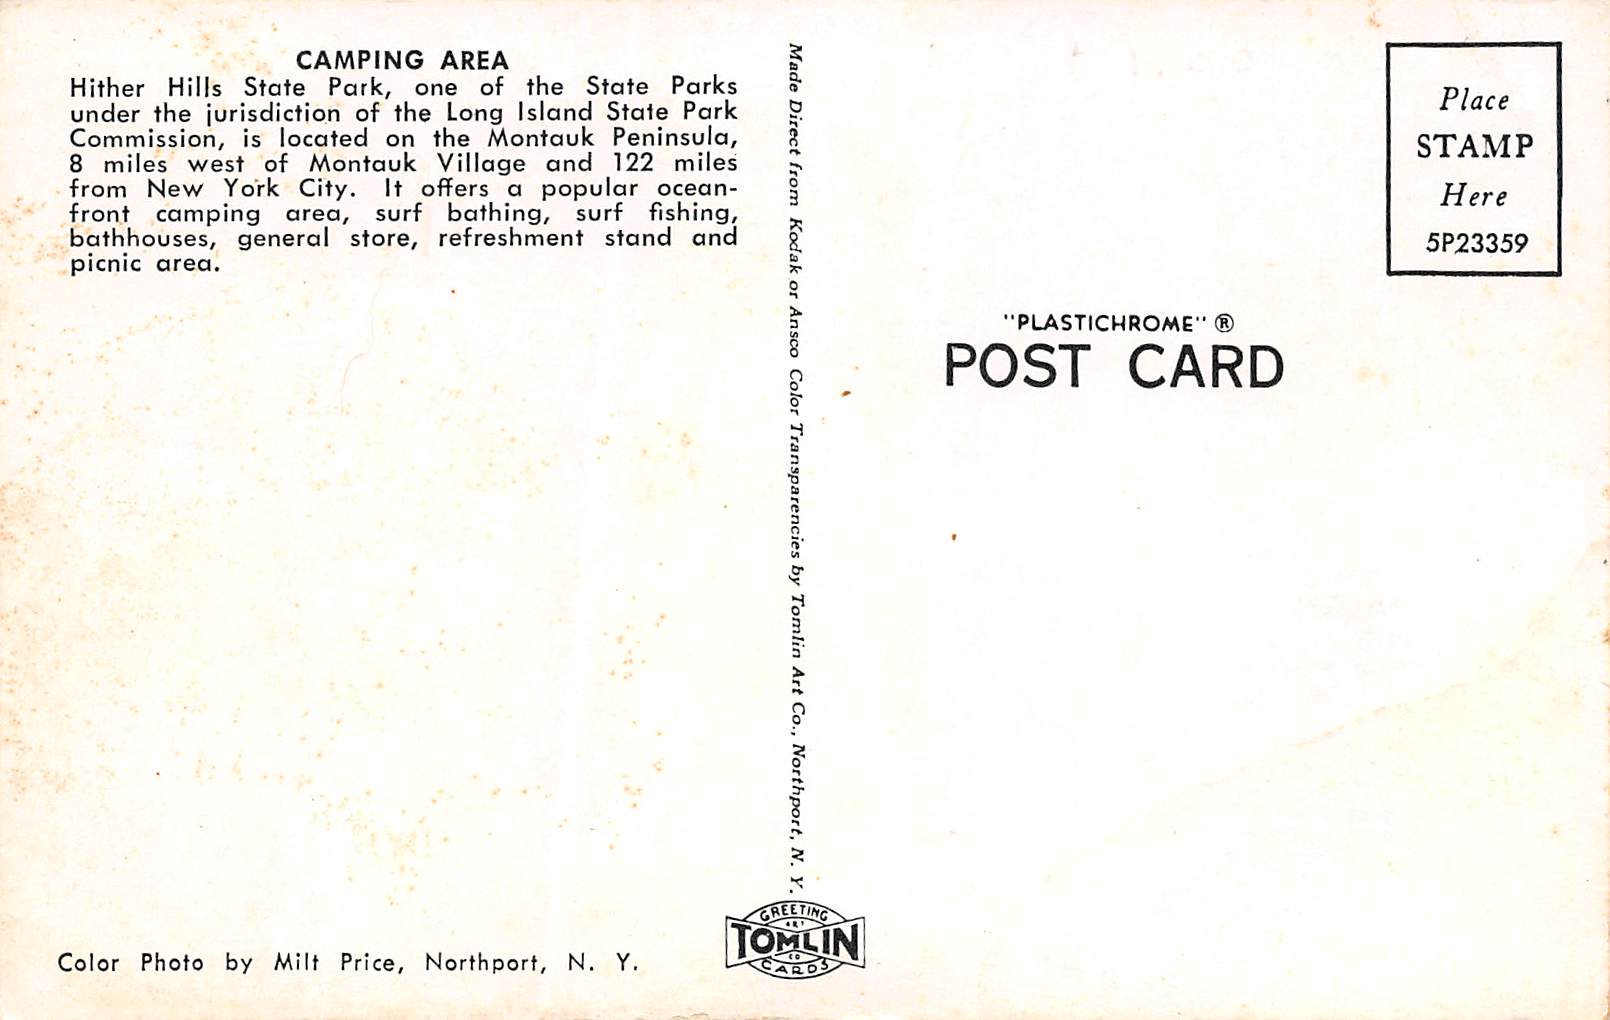 CAMPING AREA
Hither Hills State Park, one of the State Parks
under the jurisdiction of the Long Island State Park
Commission, is located on the Montauk Peninsula,
8 miles west of Montauk Village and 122 miles
from New York City. It offers a popular ocean-
front camping area, surf bathing, surf fishing,
bathhouses, general store, refreshment stand and
picnic area.
Color Photo by Milt Price, Northport, N. Y.
Made Direct from Kodak or Ansco Color Transparencies by Tomlin Art Co., Northport, N. Y.
GREETING
ART
TOMLIN
CO
CARDS
"PLASTICHROME" ®
POST CARD
Place
STAMP
Here
5P23359